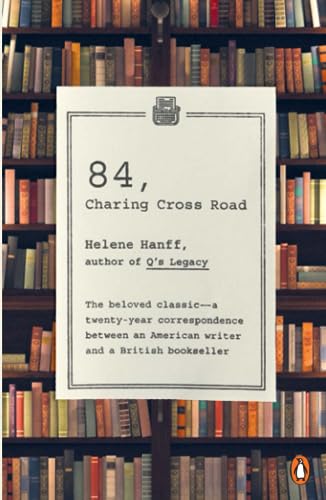 84,
Charing Cross Road
Helene Hanff,
author of Q's Legacy
The beloved classic—a
twenty-year correspondence
between an American writer
and a British bookseller